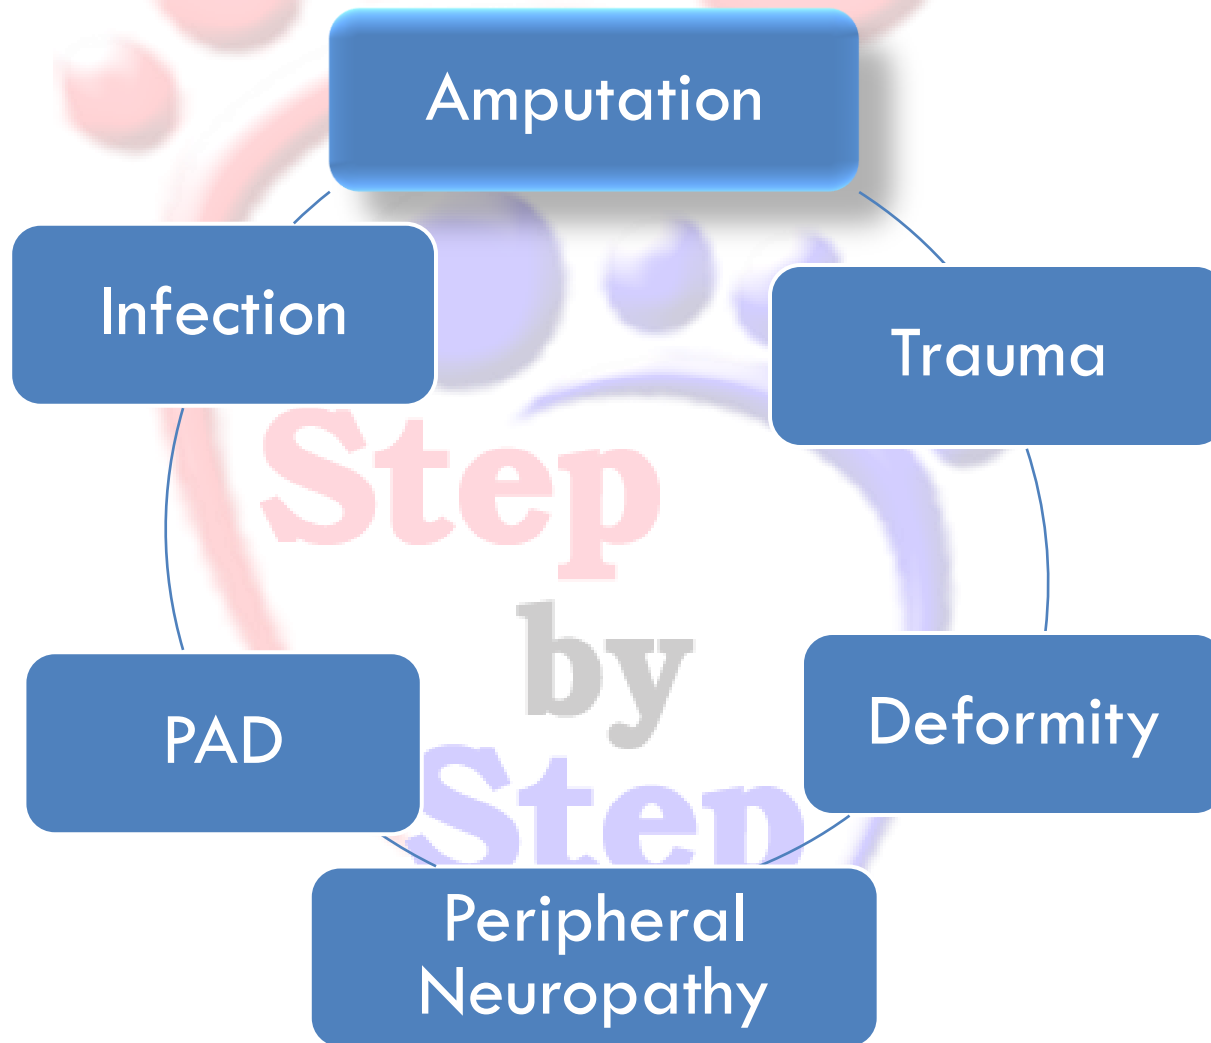 Amputation
Infection
Trauma
Step
by
Step
PAD
Deformity
Peripheral
Neuropathy